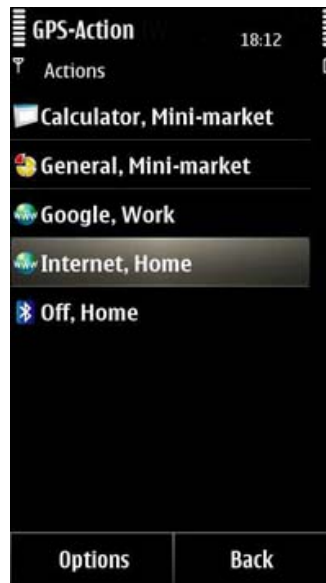 GPS-Action
18:12
Actions
Calculator, Mini-market
General, Mini-market
Google, Work
Internet, Home
Off, Home
Options
Back